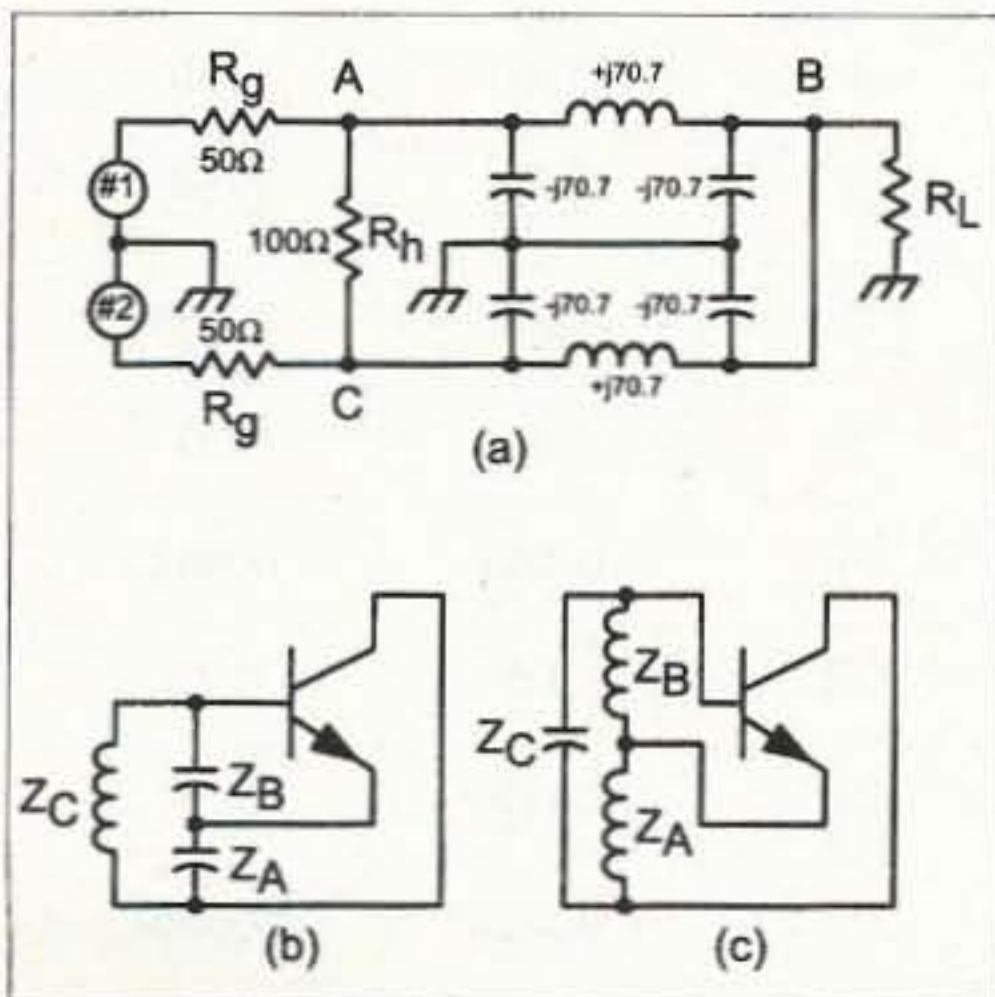 Rg
A
+j70.7
B
50Ω
#1
-j70.7
-j70.7
RL
100Ω
Rh
#2
50Ω
-j70.7
-j70.7
Rg
C
+j70.7
(a)
ZC
ZB
ZA
(b)
ZC
ZB
ZA
(c)